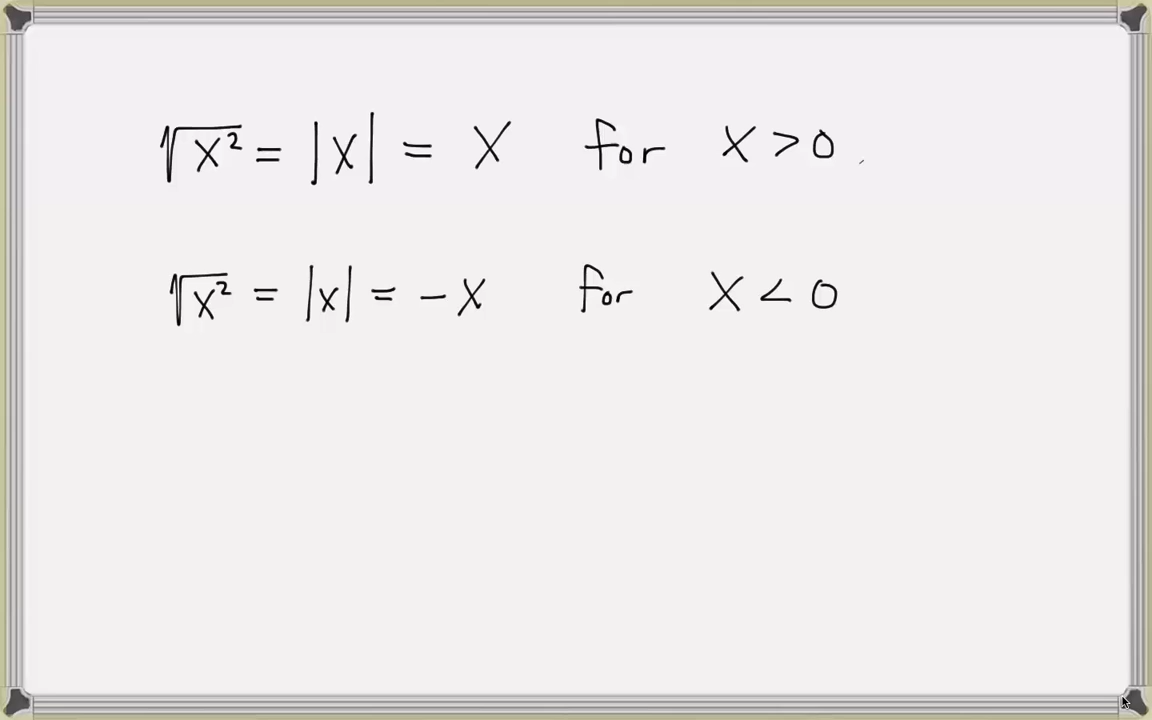 √x² = |x| = x for x > 0
√x² = |x| = -x for x < 0